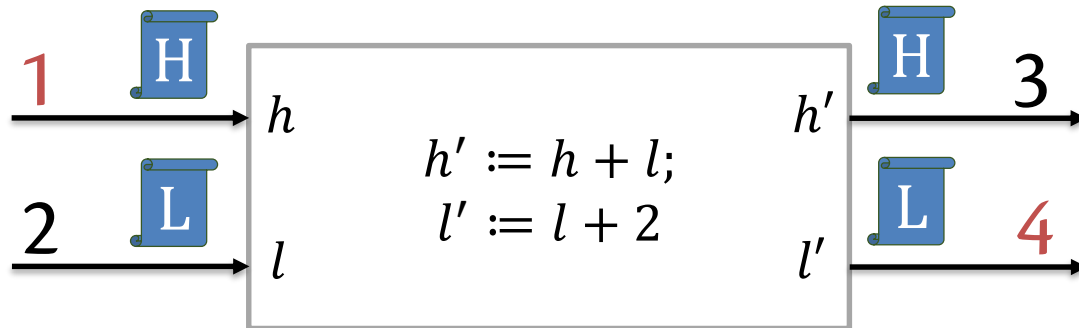 1 H H 3
h h′
h′ ≔ h + l;
2 L L 4
l′ ≔ l + 2
l l′